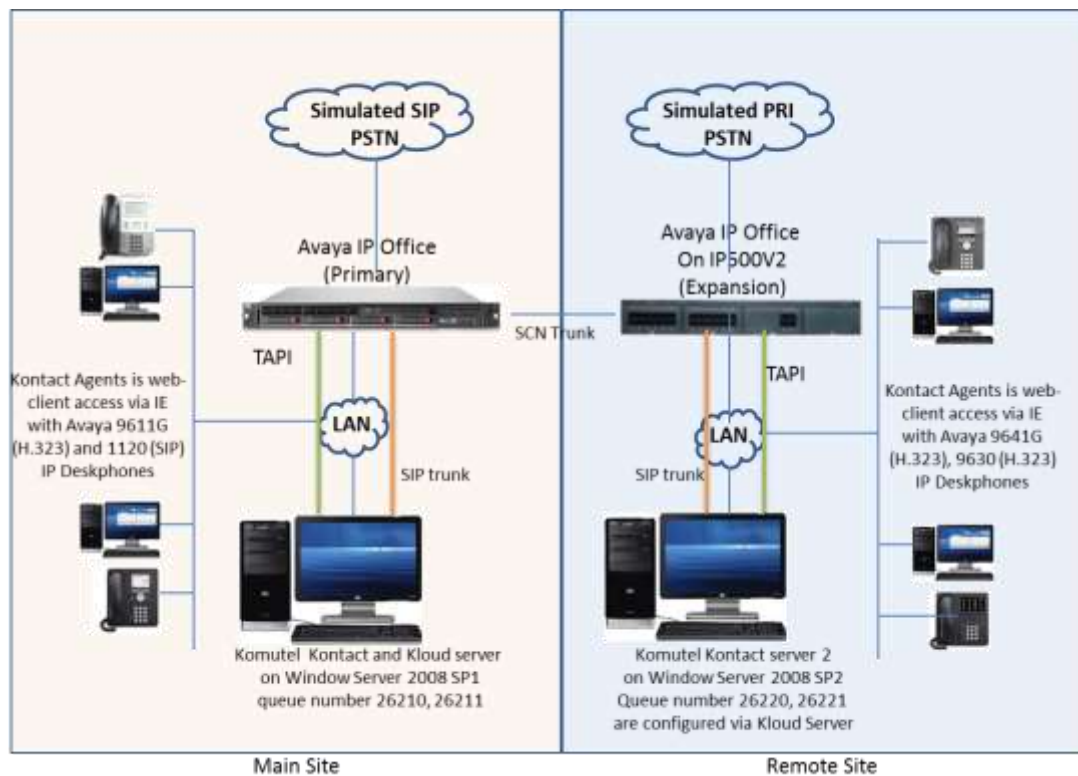 Simulated SIP
PSTN
Avaya IP Office
(Primary)
TAPI
LAN
SIP trunk
Kontact Agents is web-
client access via IE
with Avaya 9611G
(H.323) and 1120 (SIP)
IP Deskphones
Komutel Kontact and Kloud server
on Window Server 2008 SP1
queue number 26210, 26211
SCN Trunk
Simulated PRI
PSTN
Avaya IP Office
On IP500V2
(Expansion)
TAPI
LAN
SIP trunk
Kontact Agents is web-
client access via IE
with Avaya 9641G
(H.323), 9630 (H.323)
IP Deskphones
Komutel Kontact server 2
on Window Server 2008 SP2
Queue number 26220, 26221
are configured via Kloud Server
Main Site
Remote Site